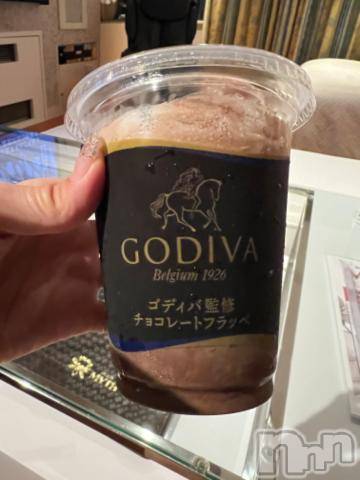 GODIVA
Belgium 1926
ゴディバ監修
チョコレートフラッペ
nnn